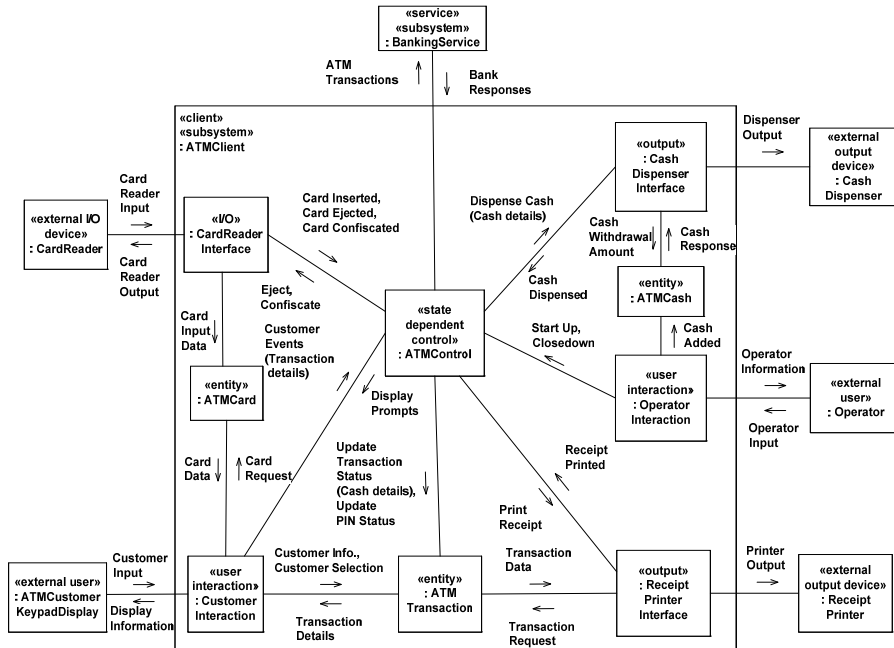 «service»
«subsystem»
: BankingService
ATM
Transactions
Bank
Responses
«client»
«subsystem»
: ATMClient
«output»
: Cash
Dispenser
Interface
Dispenser
Output
«external
output
device»
: Cash
Dispenser
Card
Reader
Input
«external I/O
device»
: CardReader
Card
Reader
Output
«I/O»
: CardReader
Interface
Card Inserted,
Card Ejected,
Card Confiscated
Eject,
Confiscate
Dispense Cash
(Cash details)
Cash
Dispensed
Cash
Withdrawal
Amount
Cash
Response
«entity»
: ATMCash
Cash
Added
«state
dependent
control»
: ATMControl
Start Up,
Closedown
Card
Input
Data
Customer
Events
(Transaction
details)
«entity»
: ATMCard
Display
Prompts
«user
interaction»
: Operator
Interaction
Operator
Information
Operator
Input
«external
user»
: Operator
Card
Data
Card
Request
Update
Transaction
Status
(Cash details),
Update
PIN Status
Receipt
Printed
Print
Receipt
Customer
Input
«external user»
: ATMCustomer
KeypadDisplay
Display
Information
«user
interaction»
: Customer
Interaction
Customer Info.,
Customer Selection
Transaction
Details
«entity»
: ATM
Transaction
Transaction
Data
Transaction
Request
«output»
: Receipt
Printer
Interface
Printer
Output
«external
output device»
: Receipt
Printer